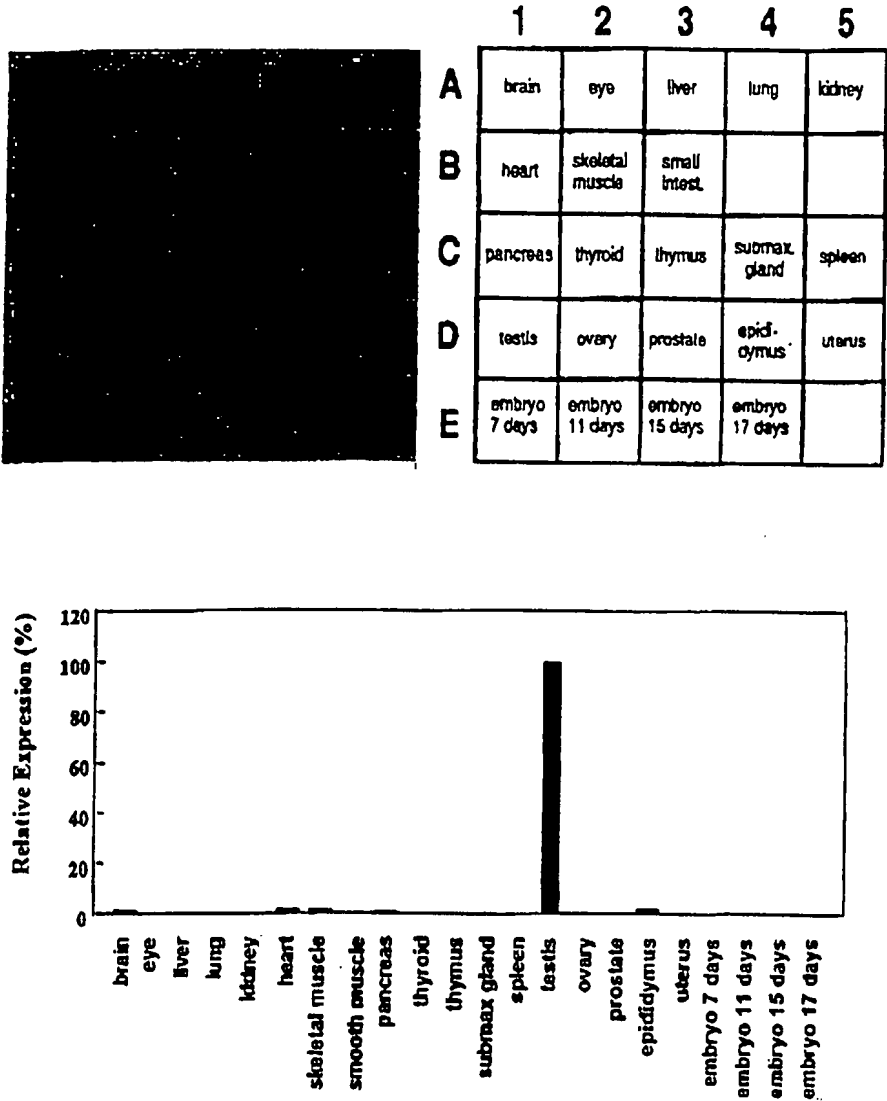 1 2 3 4 5
A brain eye liver lung kidney
B heart skeletal muscle small intest.
C pancreas thyroid thymus submax. gland spleen
D testis ovary prostate epidi-dymus uterus
E embryo 7 days embryo 11 days embryo 15 days embryo 17 days
Relative Expression (%)
120
100
80
60
40
20
0
brain
eye
liver
lung
kidney
heart
skeletal muscle
smooth muscle
pancreas
thyroid
thymus
submax gland
spleen
testis
ovary
prostate
epididymus
uterus
embryo 7 days
embryo 11 days
embryo 15 days
embryo 17 days